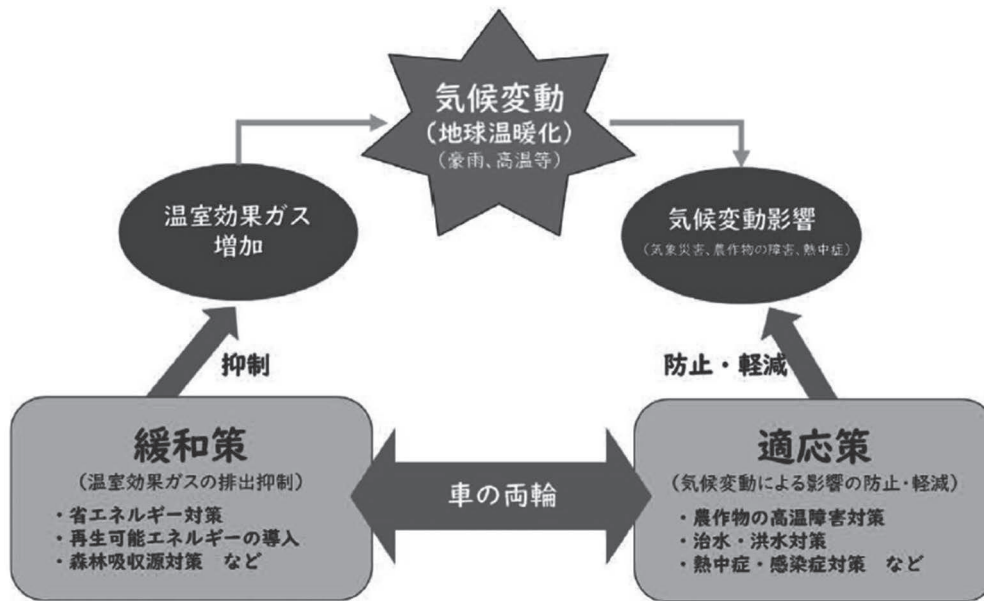 気候変動
（地球温暖化）
（豪雨、高温等）
温室効果ガス
増加
気候変動影響
（気象災害、農作物の障害、熱中症）
抑制
防止・軽減
緩和策
（温室効果ガスの排出抑制）
・省エネルギー対策
・再生可能エネルギーの導入
・森林吸収源対策　など
車の両輪
適応策
（気候変動による影響の防止・軽減）
・農作物の高温障害対策
・治水・洪水対策
・熱中症・感染症対策　など